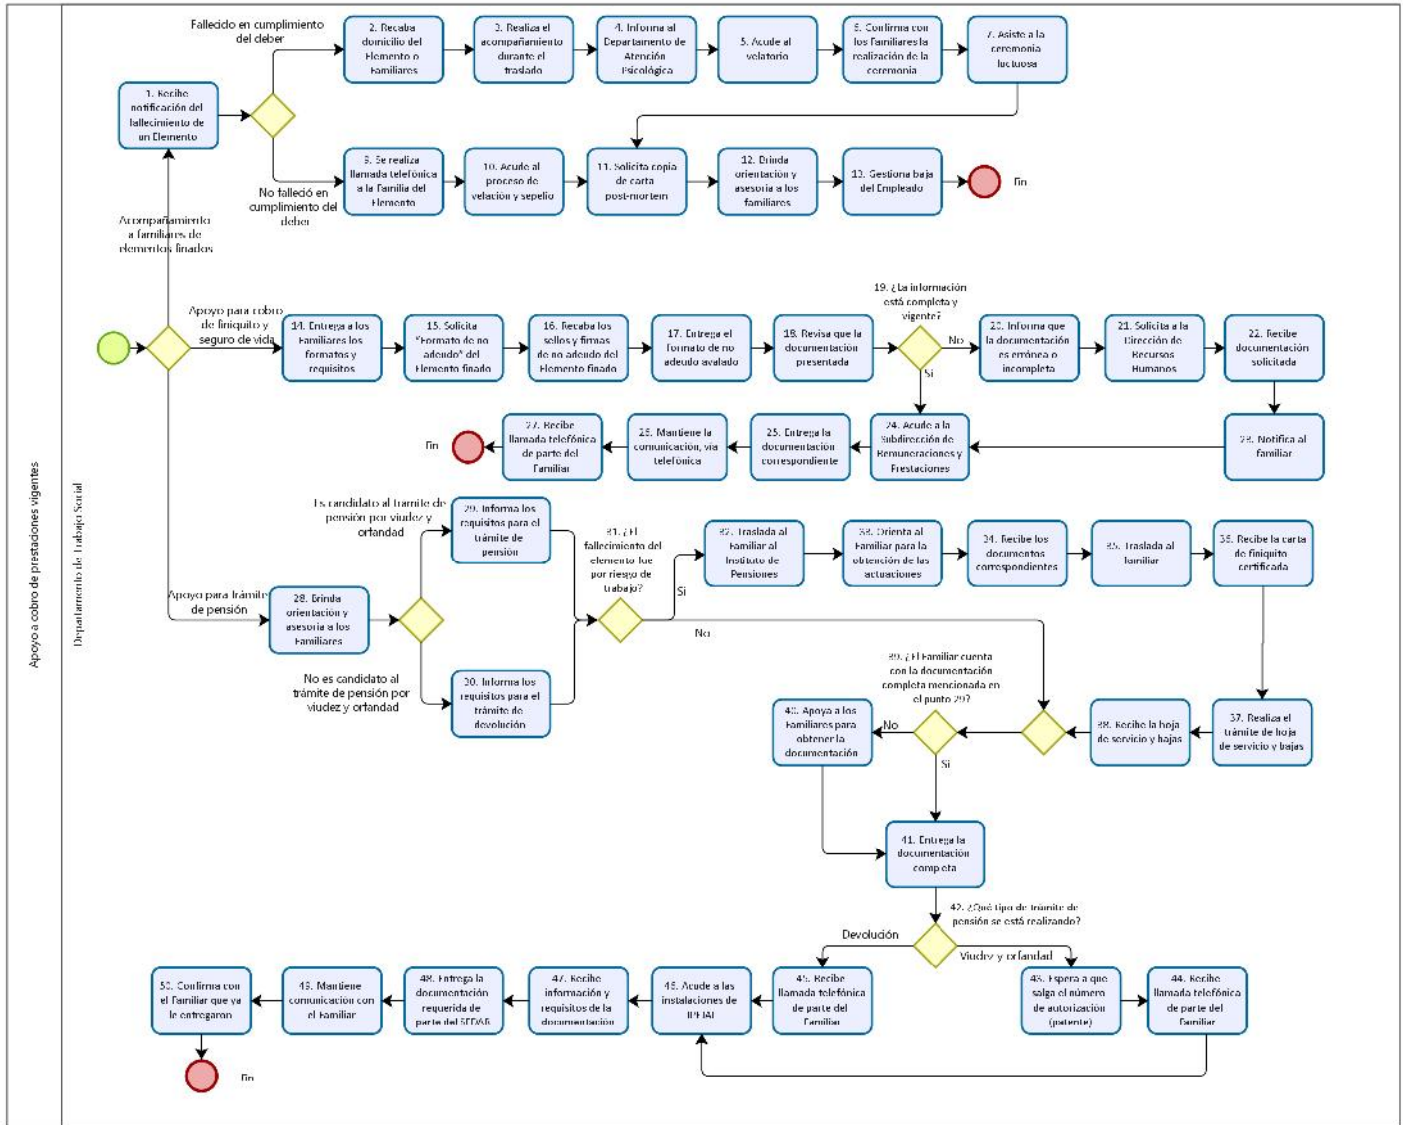 Apoyo a cobro de prestaciones vigentes
Departamento de Trabajo Social
Fallecido en cumplimiento
del deber
2. Recaba
domicilio del
Elemento o
Familiares
3. Realiza el
acompañamiento
durante el
traslado
4. Informa al
Departamento de
Atención
Psicológica
5. Acude al
velatorio
6. Confirma con
los Familiares la
realización de la
ceremonia
7. Asiste a la
ceremonia
luctuosa
1. Recibe
notificación del
fallecimiento de
un Elemento
No falleció en
cumplimiento del
deber
9. Se realiza
llamada telefónica
a la Familia del
Elemento
10. Acude al
proceso de
velación y sepelio
11. Solicita copia
de carta
post-mortem
12. Brinda
orientación y
asesoría a los
familiares
13. Gestiona baja
del Empleado
Fin
Acompañamiento
a familiares de
elementos finados
Apoyo para cobro
de finiquito y
seguro de vida
14. Entrega a los
Familiares los
formatos y
requisitos
15. Solicita
"Formato de no
adeudo" del
Elemento finado
16. Recaba los
sellos y firmas
de no adeudo del
Elemento finado
17. Entrega el
formato de no
adeudo avalado
18. Revisa que la
documentación
presentada
19. ¿La información
está completa y
vigente?
No
Si
20. Informa que
la documentación
es errónea o
incompleta
21. Solicita a la
Dirección de
Recursos
Humanos
22. Recibe
documentación
solicitada
23. Notifica al
familiar
24. Acude a la
Subdirección de
Remuneraciones y
Prestaciones
25. Entrega la
documentación
correspondiente
26. Mantiene la
comunicación, vía
telefónica
27. Recibe
llamada telefónica
de parte del
Familiar
Fin
Apoyo para trámite
de pensión
28. Brinda
orientación y
asesoría a los
Familiares
Es candidato al tramite de
pensión por viudez y
orfandad
29. Informa los
requisitos para el
trámite de
pensión
No es candidato al
trámite de pensión por
viudez y orfandad
30. Informa los
requisitos para el
trámite de
devolución
31. ¿El
fallecimiento del
elemento fue
por riesgo de
trabajo?
Si
No
32. Traslada al
Familiar al
Instituto de
Pensiones
33. Orienta al
Familiar para la
obtención de las
actuaciones
34. Recibe los
documentos
correspondientes
35. Traslada al
familiar
36. Recibe la carta
de finiquito
certificada
37. Realiza el
trámite de hoja
de servicio y bajas
38. Recibe la hoja
de servicio y bajas
39. ¿El Familiar cuenta
con la documentación
completa mencionada en
el punto 29?
No
Si
40. Apoya a los
Familiares para
obtener la
documentación
41. Entrega la
documentación
completa
42. ¿Qué tipo de trámite de
pensión se está realizando?
Devolución
Viudez y orfandad
43. Espera a que
salga el número
de autorización
(patente)
44. Recibe
llamada telefónica
de parte del
Familiar
45. Recibe
llamada telefónica
de parte del
Familiar
46. Acude a las
instalaciones de
IPEJAL
47. Recibe
información y
requisitos de la
documentación
48. Entrega la
documentación
requerida de
parte del SEDAR
49. Mantiene
comunicación con
el Familiar
50. Confirma con
el Familiar que ya
le entregaron
Fin